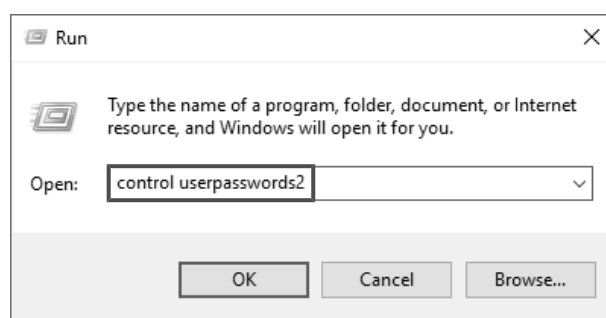 Run
Type the name of a program, folder, document, or Internet
resource, and Windows will open it for you.
Open: control userpasswords2
OK Cancel Browse...